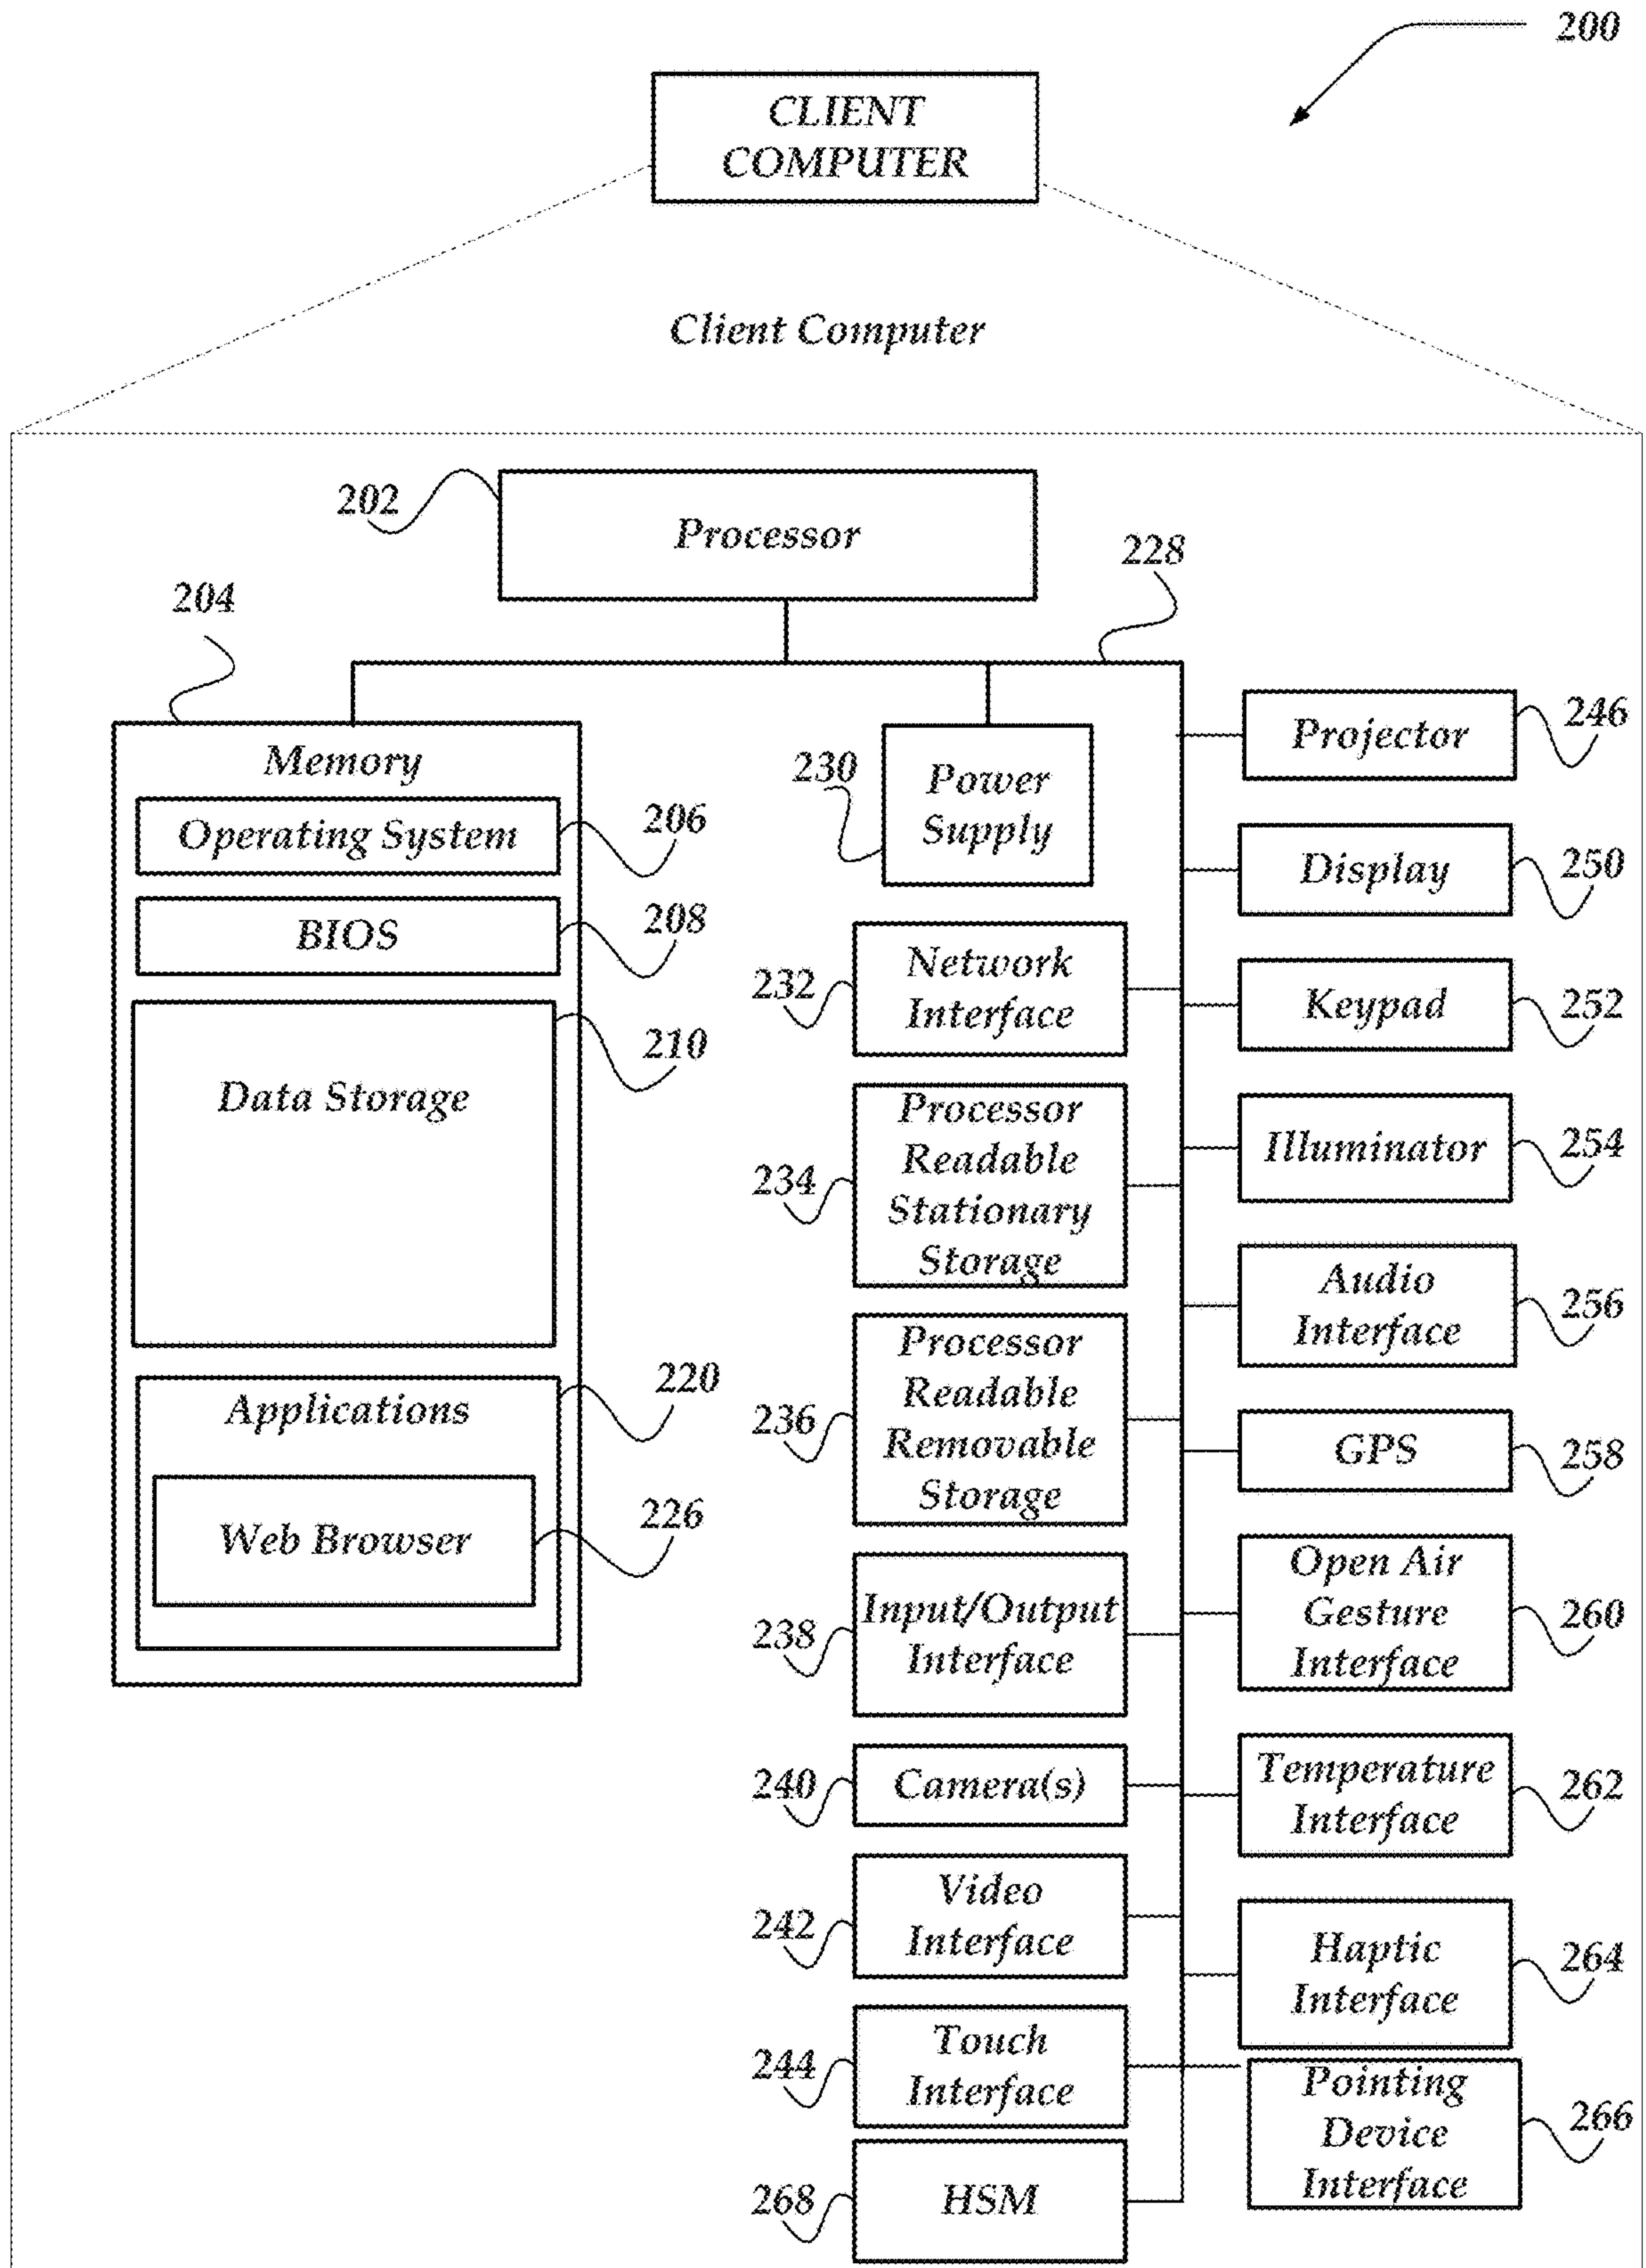 200
CLIENT
COMPUTER
Client Computer
202
Processor
228
204
Memory
Operating System
206
BIOS
208
Data Storage
210
Applications
220
Web Browser
226
230
Power
Supply
232
Network
Interface
234
Processor
Readable
Stationary
Storage
236
Processor
Readable
Removable
Storage
238
Input/Output
Interface
240
Camera(s)
242
Video
Interface
244
Touch
Interface
268
HSM
Projector
246
Display
250
Keypad
252
Illuminator
254
Audio
Interface
256
GPS
258
Open Air
Gesture
Interface
260
Temperature
Interface
262
Haptic
Interface
264
Pointing
Device
Interface
266